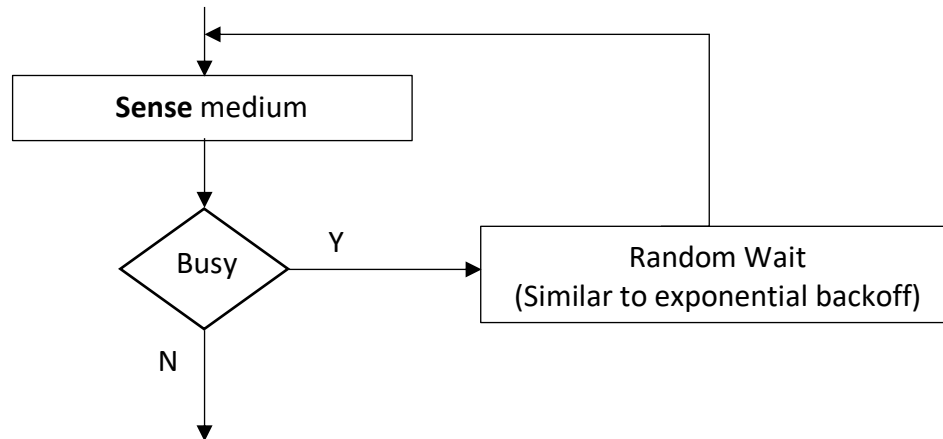 Sense medium
Busy
Y
Random Wait
(Similar to exponential backoff)
N